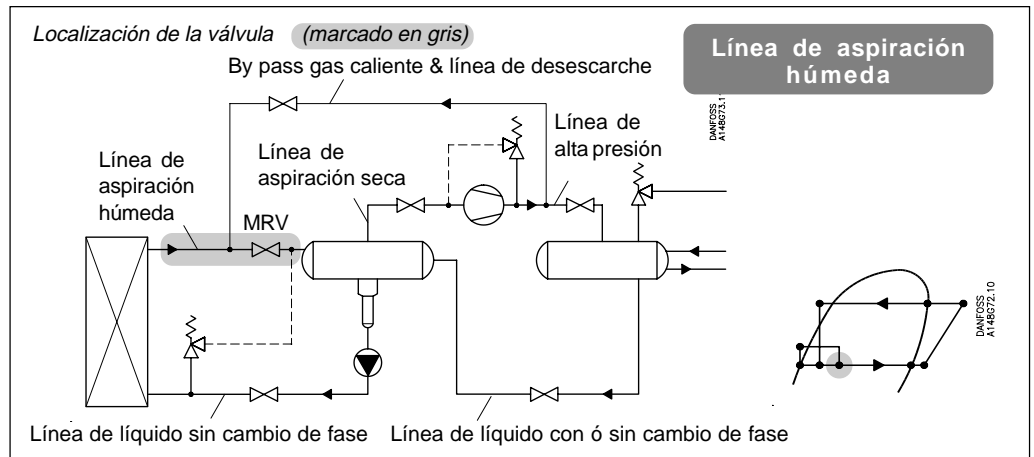 Localización de la válvula (marcado en gris)
Línea de aspiración
húmeda
By pass gas caliente & línea de desescarche
DANFOSS
Línea de
alta presión
Línea de
aspiración seca
Línea de
aspiración
húmeda
MRV
DANFOSS
A148G72.10
Línea de líquido sin cambio de fase
Línea de líquido con ó sin cambio de fase